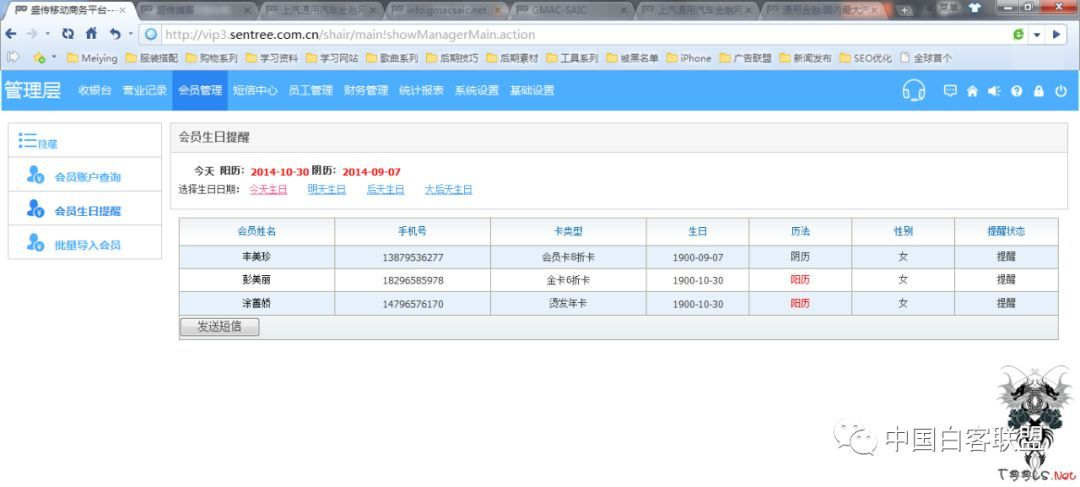 盛传移动商务平台--- 盛传博客 上汽通用汽车金融 info.gmacsaic.net GMAC-SAIC 上汽通用汽车金融网 通用金融,国内最大 菜单
http://vip3.sentree.com.cn/shair/main!showManagerMain.action
Meiying 服装搭配 购物系列 学习资料 学习网站 歌曲系列 后期技巧 后期素材 工具系列 被黑名单 iPhone 广告联盟 新闻发布 SEO优化 全球首个
管理层 收银台 营业记录 会员管理 短信中心 员工管理 财务管理 统计报表 系统设置 基础设置
隐藏
会员账户查询
会员生日提醒
批量导入会员
会员生日提醒
今天 阳历: 2014-10-30 阴历: 2014-09-07
选择生日日期: 今天生日 明天生日 后天生日 大后天生日
会员姓名 手机号 卡类型 生日 历法 性别 提醒状态
丰美珍 13879536277 会员卡8折卡 1900-09-07 阴历 女 提醒
彭美丽 18296585978 金卡6折卡 1900-10-30 阳历 女 提醒
涂蔷娇 14796576170 烫发年卡 1900-10-30 阳历 女 提醒
发送短信
中国白客联盟
T00LS.Net